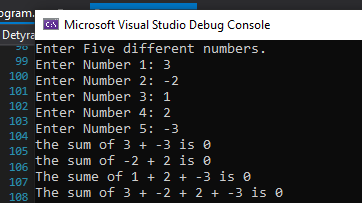 ogram.
Microsoft Visual Studio Debug Console
Detyra
98 Enter Five different numbers.
99 Enter Number 1: 3
100 Enter Number 2: -2
101 Enter Number 3: 1
102 Enter Number 4: 2
103 Enter Number 5: -3
104 the sum of 3 + -3 is 0
105 the sum of -2 + 2 is 0
106 The sume of 1 + 2 + -3 is 0
107 The sum of 3 + -2 + 2 + -3 is 0
108